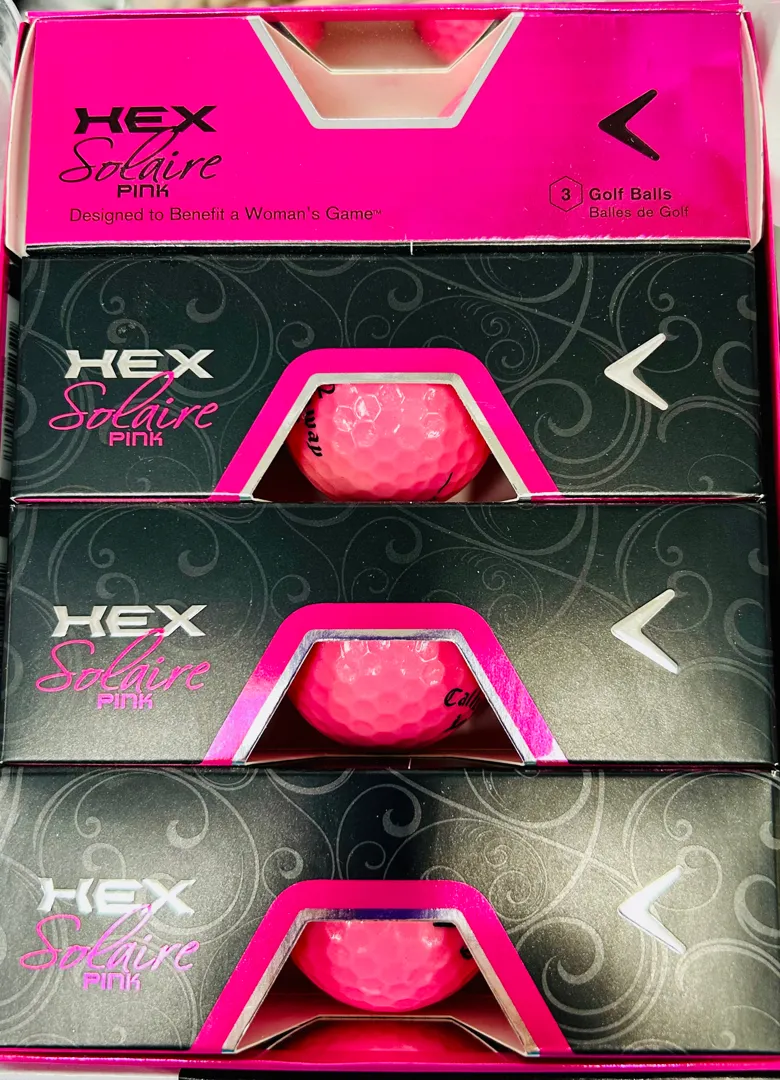 HEX
Solaire
PINK
Designed to Benefit a Woman's Game™
3 Golf Balls
Balles de Golf
HEX
Solaire
PINK
HEX
Solaire
PINK
HEX
Solaire
PINK